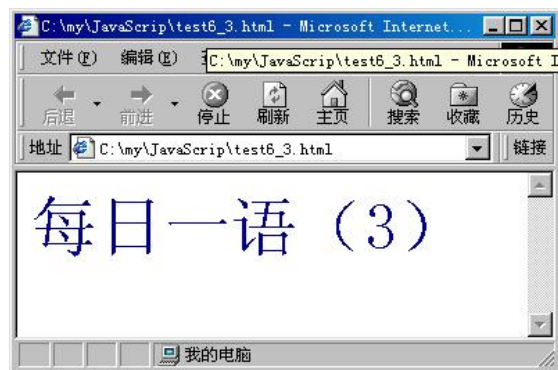 C:\my\JavaScrip\test6_3.html - Microsoft Internet...
文件(F) 编辑(E)
C:\my\JavaScrip\test6_3.html - Microsoft I
后退 前进 停止 刷新 主页 搜索 收藏 历史
地址 C:\my\JavaScrip\test6_3.html 链接
每日一语（3）
我的电脑